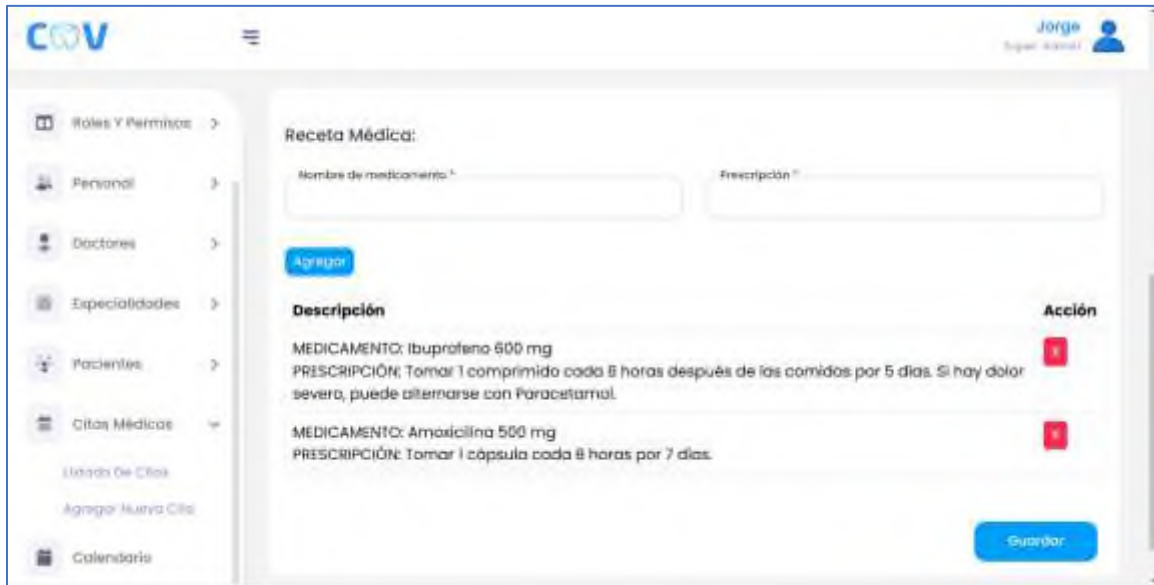 COV
Jorge
Super Admin
Roles Y Permisos
Personal
Doctores
Especialidades
Pacientes
Citas Médicas
Listado De Citas
Agregar Nueva Cita
Calendario
Receta Médica:
Nombre de medicamento *
Prescripción *
Agregar
Descripción
Acción
MEDICAMENTO: Ibuprofeno 600 mg
X
PRESCRIPCIÓN: Tomar 1 comprimido cada 8 horas después de las comidas por 5 días. Si hay dolor
severo, puede alternarse con Paracetamol.
MEDICAMENTO: Amoxicilina 500 mg
X
PRESCRIPCIÓN: Tomar 1 cápsula cada 8 horas por 7 días.
Guardar